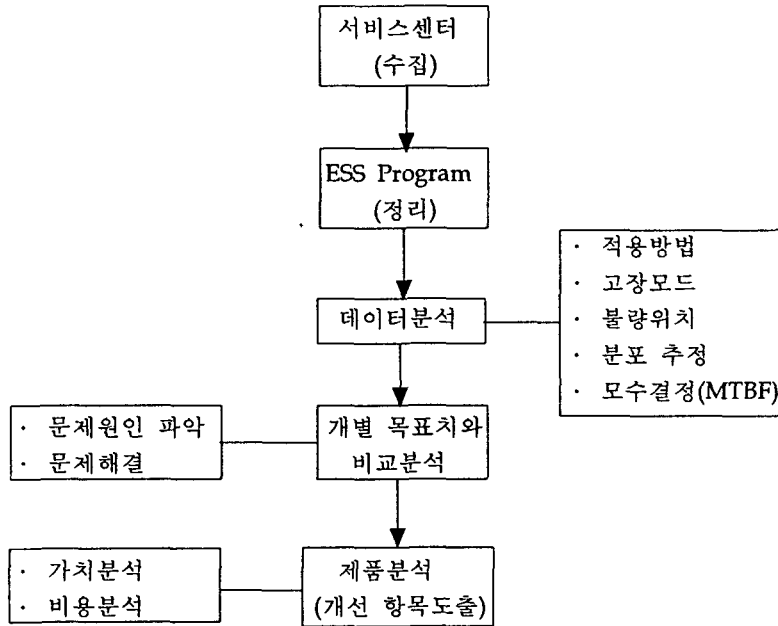 서비스센터
(수집)
ESS Program
(정리)
데이터분석
· 적용방법
· 고장모드
· 불량위치
· 분포 추정
· 모수결정(MTBF)
개별 목표치와
비교분석
· 문제원인 파악
· 문제해결
제품분석
(개선 항목도출)
· 가치분석
· 비용분석